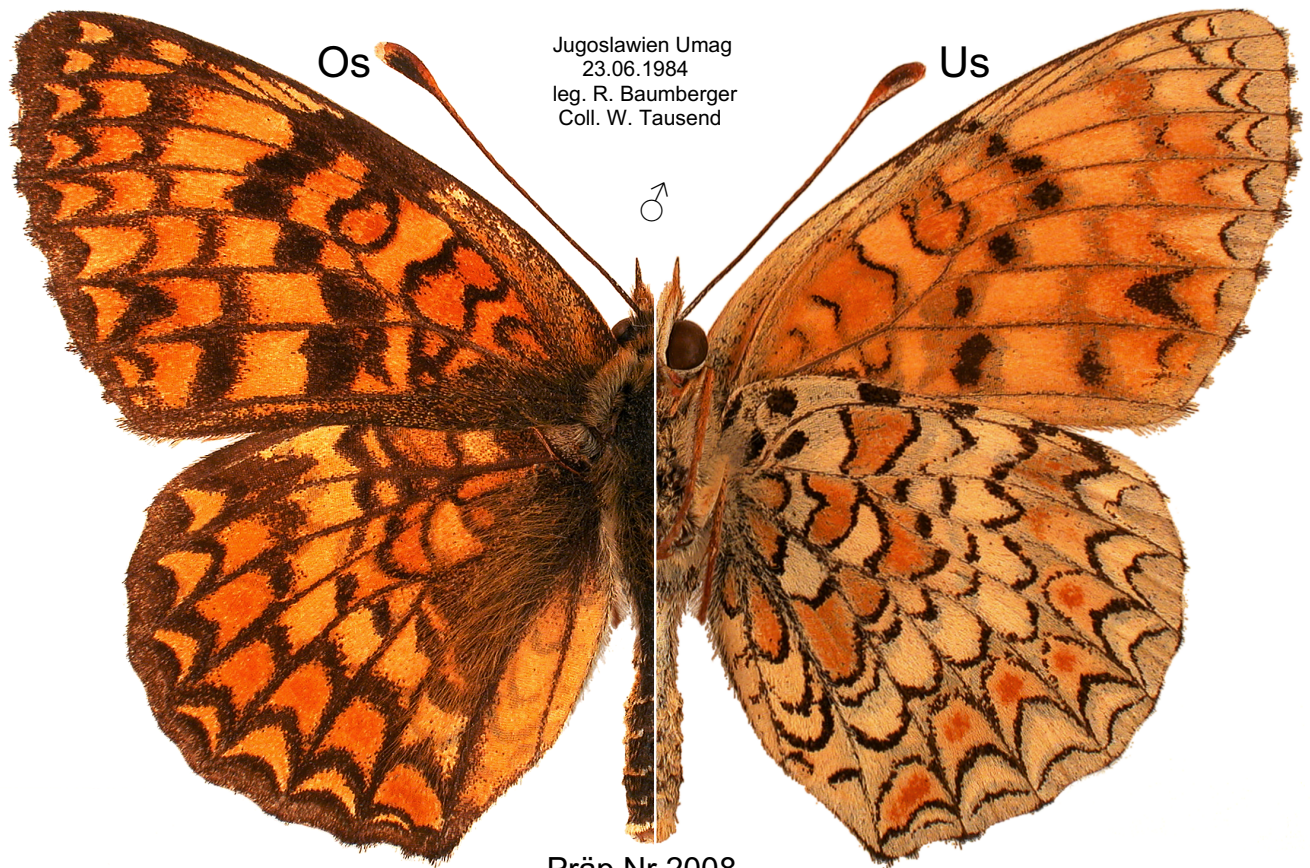 Os
Jugoslawien Umag
23.06.1984
leg. R. Baumberger
Coll. W. Tausend
Us
♂
Präp.Nr.2008